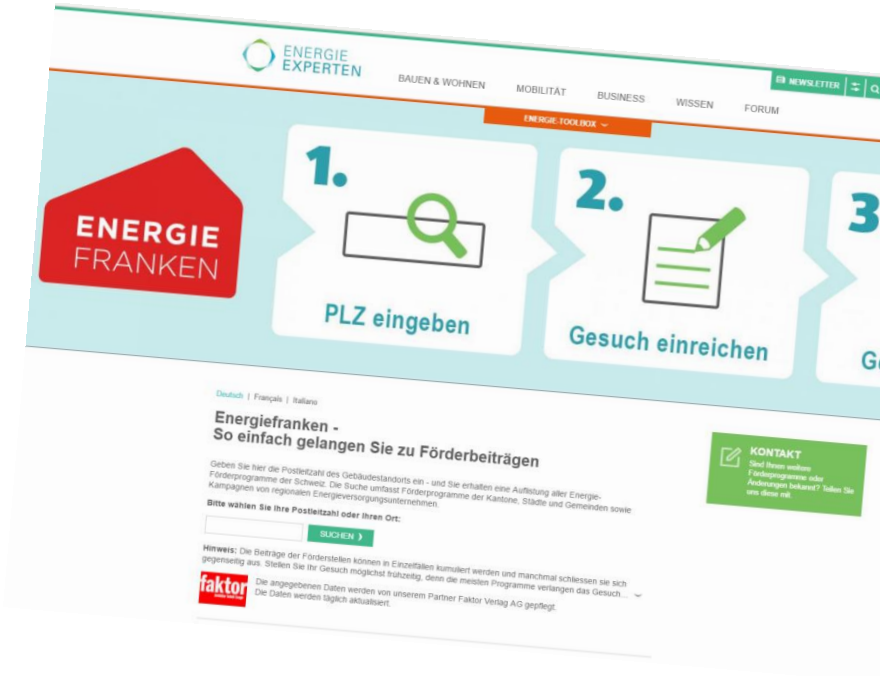 ENERGIE
EXPERTEN
BAUEN & WOHNEN
MOBILITÄT
BUSINESS
WISSEN
FORUM
NEWSLETTER
ENERGIE-TOOLBOX
ENERGIE
FRANKEN
1.
PLZ eingeben
2.
Gesuch einreichen
3
G
Deutsch | Français | Italiano
Energiefranken -
So einfach gelangen Sie zu Förderbeiträgen
Geben Sie hier die Postleitzahl des Gebäudestandorts ein - und Sie erhalten eine Auflistung aller Energie-
Förderprogramme der Schweiz. Die Suche umfasst Förderprogramme der Kantone, Städte und Gemeinden sowie
Kampagnen von regionalen Energieversorgungsunternehmen.
Bitte wählen Sie Ihre Postleitzahl oder Ihren Ort:
SUCHEN
Hinweis: Die Beiträge der Förderstellen können in Einzelfällen kumuliert werden und manchmal schliessen sie sich
gegenseitig aus. Stellen Sie Ihr Gesuch möglichst frühzeitig, denn die meisten Programme verlangen das Gesuch...
faktor
Die angegebenen Daten werden von unserem Partner Faktor Verlag AG gepflegt.
Die Daten werden täglich aktualisiert.
KONTAKT
Sind Ihnen weitere
Förderprogramme oder
Änderungen bekannt? Teilen Sie
uns diese mit